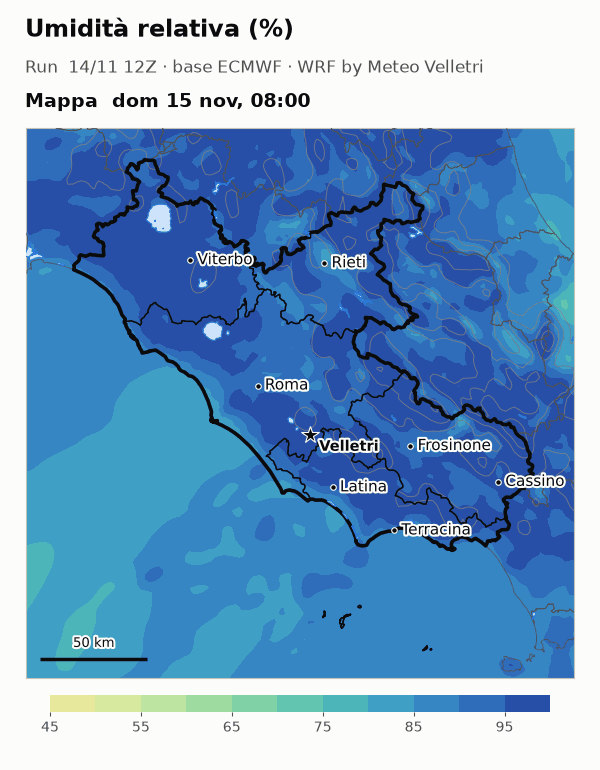 Umidità relativa (%)
Run  14/11 12Z · base ECMWF · WRF by Meteo Velletri
Mappa  dom 15 nov, 08:00
Viterbo
Rieti
Roma
Velletri
Frosinone
Cassino
Latina
Terracina
50 km
45 55 65 75 85 95